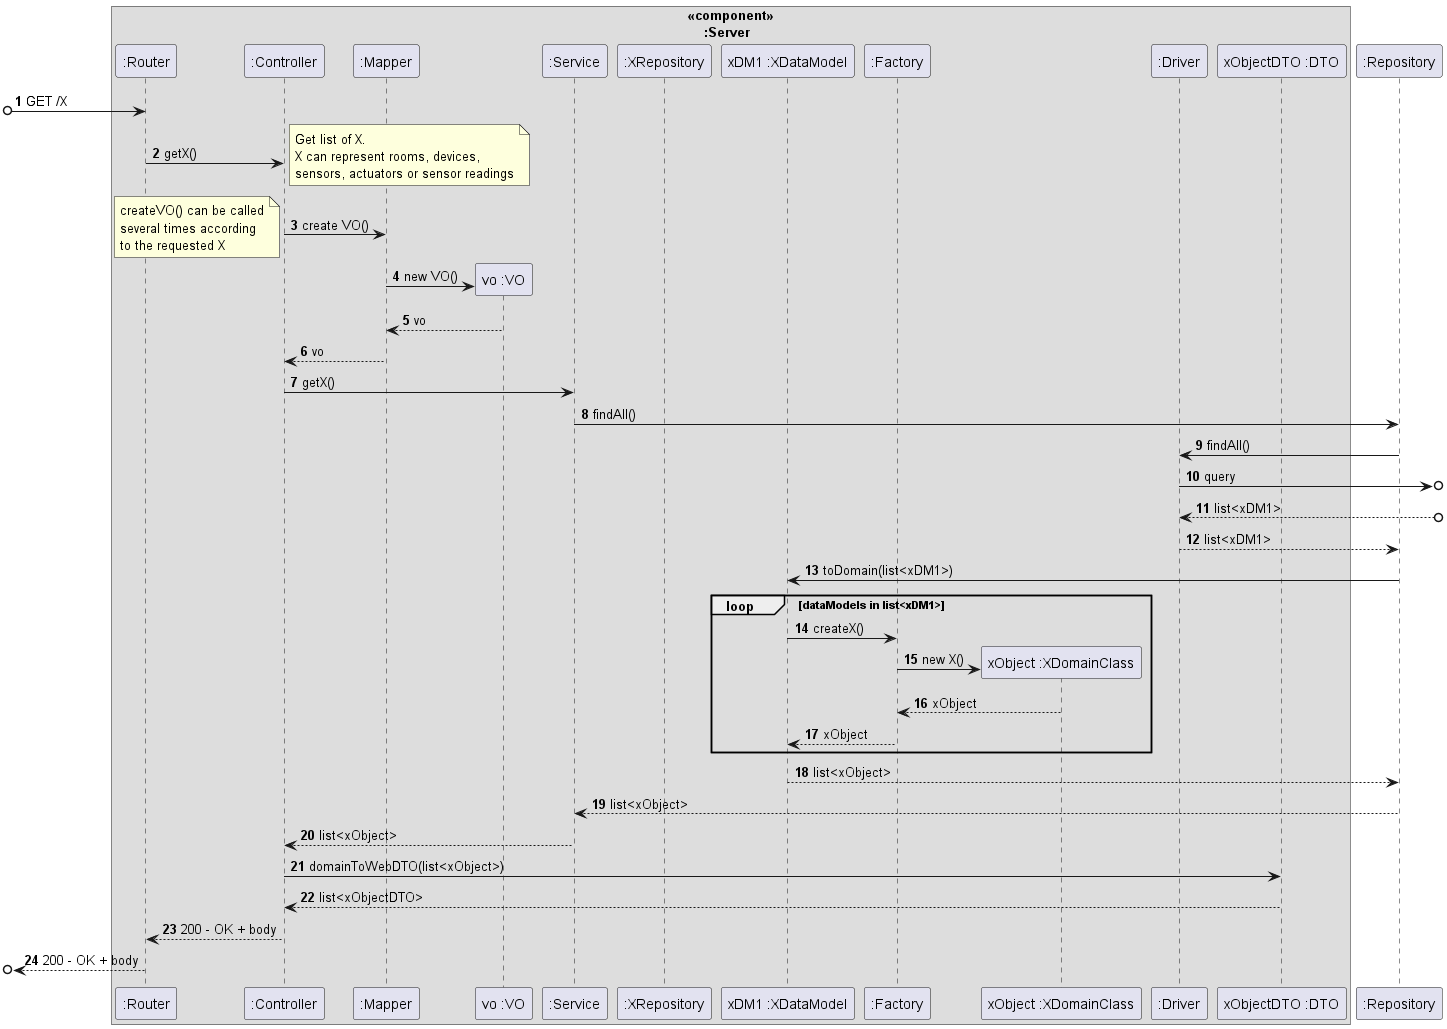 «component»
:Server
:Router
:Controller
:Mapper
:Service
:XRepository
xDM1 :XDataModel
:Factory
:Driver
xObjectDTO :DTO
:Repository
1 GET /X
Get list of X.
X can represent rooms, devices,
sensors, actuators or sensor readings
2 getX()
createVO() can be called
several times according
to the requested X
3 create VO()
4 new VO()
vo :VO
5 vo
6 vo
7 getX()
8 findAll()
9 findAll()
10 query
11 list<xDM1>
12 list<xDM1>
13 toDomain(list<xDM1>)
loop [dataModels in list<xDM1>]
14 createX()
15 new X()
xObject :XDomainClass
16 xObject
17 xObject
18 list<xObject>
19 list<xObject>
20 list<xObject>
21 domainToWebDTO(list<xObject>)
22 list<xObjectDTO>
23 200 - OK + body
24 200 - OK + body
:Router
:Controller
:Mapper
vo :VO
:Service
:XRepository
xDM1 :XDataModel
:Factory
xObject :XDomainClass
:Driver
xObjectDTO :DTO
:Repository